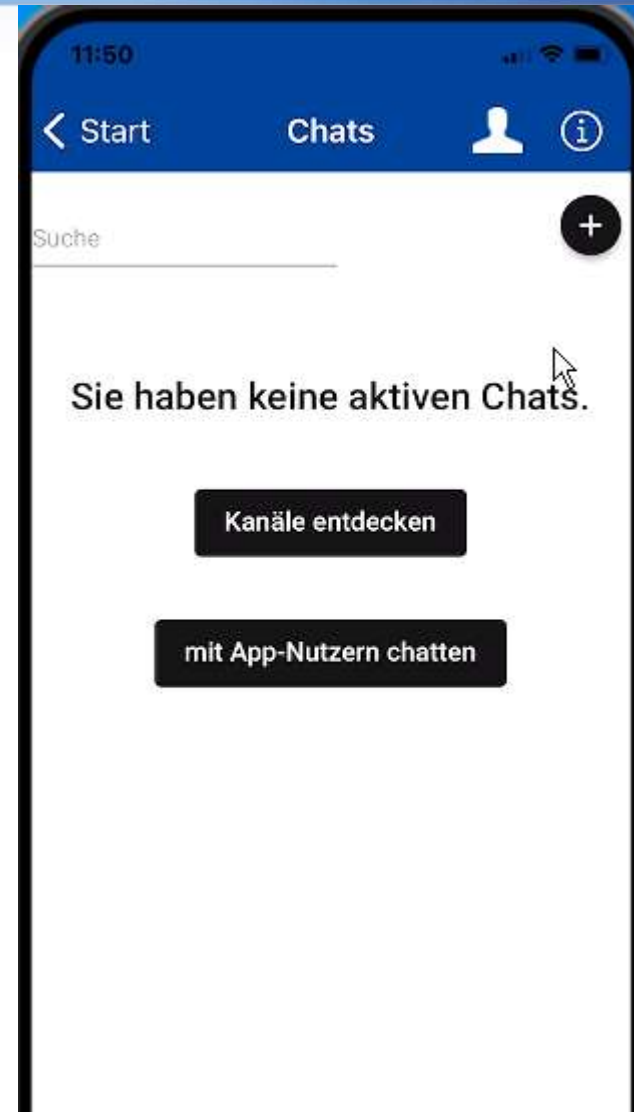 11:50
Start
Chats
Suche
Sie haben keine aktiven Chats.
Kanäle entdecken
mit App-Nutzern chatten